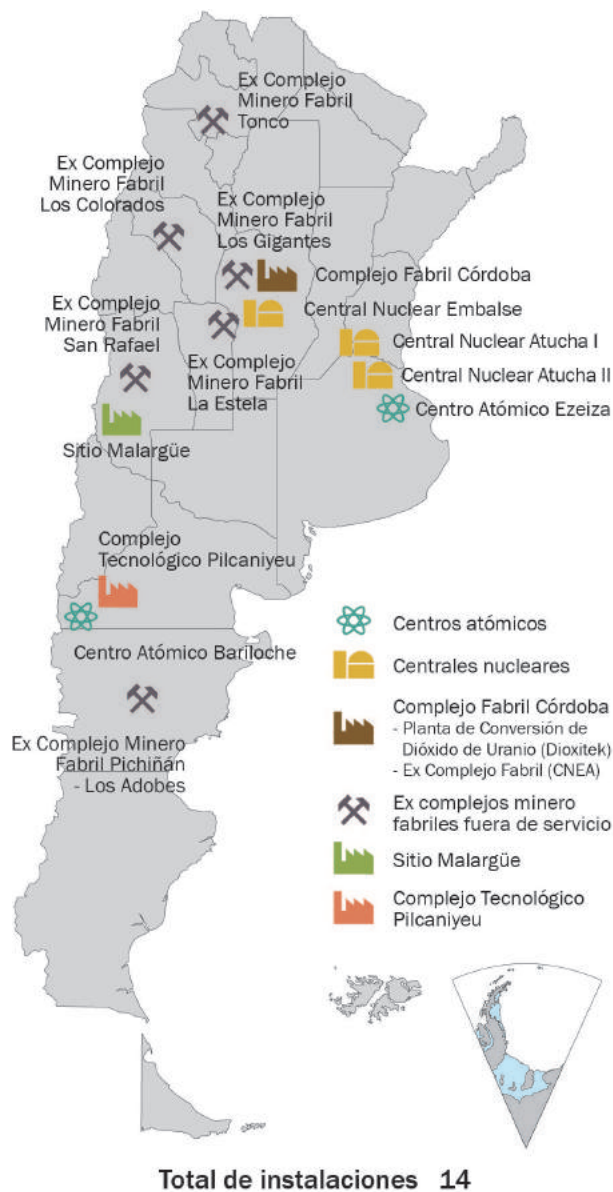 Ex Complejo
Minero Fabril
Tonco
Ex Complejo
Minero Fabril
Los Colorados
Ex Complejo
Minero Fabril
Los Gigantes
Complejo Fabril Córdoba
Central Nuclear Embalse
Ex Complejo
Minero Fabril
San Rafael
Central Nuclear Atucha I
Ex Complejo
Minero Fabril
La Estela
Central Nuclear Atucha II
Centro Atómico Ezeiza
Sitio Malargüe
Complejo
Tecnológico Pilcaniyeu
Centro Atómico Bariloche
Ex Complejo Minero
Fabril Pichiñán
- Los Adobes
Centros atómicos
Centrales nucleares
Complejo Fabril Córdoba
- Planta de Conversión de
Dióxido de Uranio (Dioxitek)
- Ex Complejo Fabril (CNEA)
Ex complejos minero
fabriles fuera de servicio
Sitio Malargüe
Complejo Tecnológico
Pilcaniyeu
Total de instalaciones 14